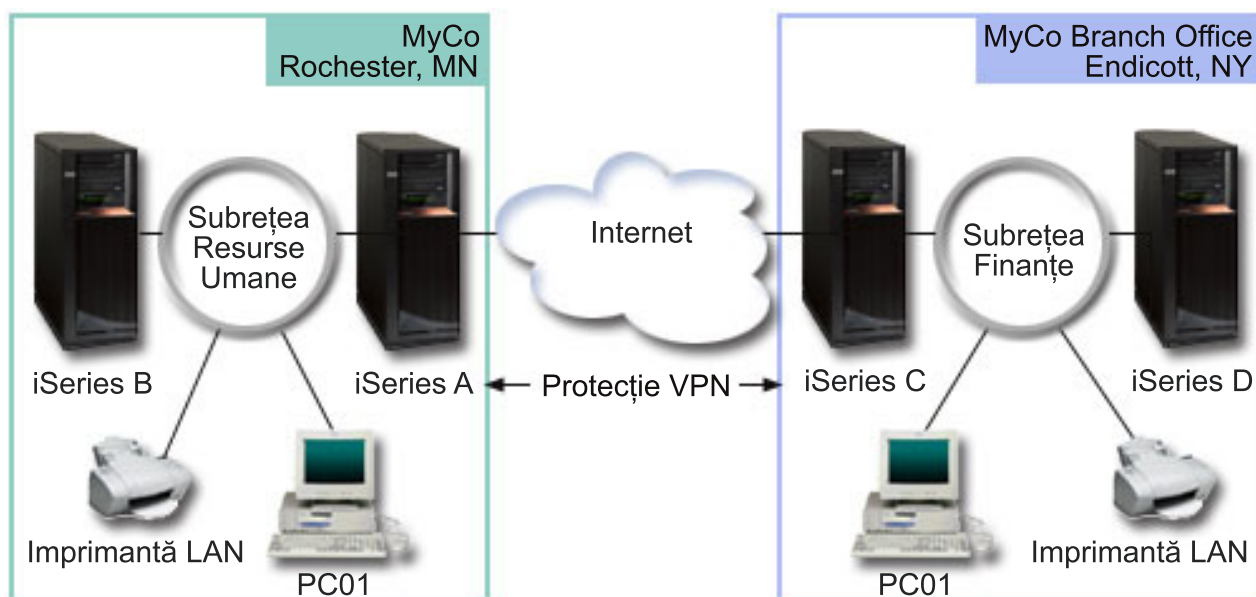 MyCo
Rochester, MN
MyCo Branch Office
Endicott, NY
Subrețea
Resurse
Umane
Internet
Subrețea
Finanțe
iSeries B
iSeries A
Protecție VPN
iSeries C
iSeries D
Imprimantă LAN
PC01
PC01
Imprimantă LAN